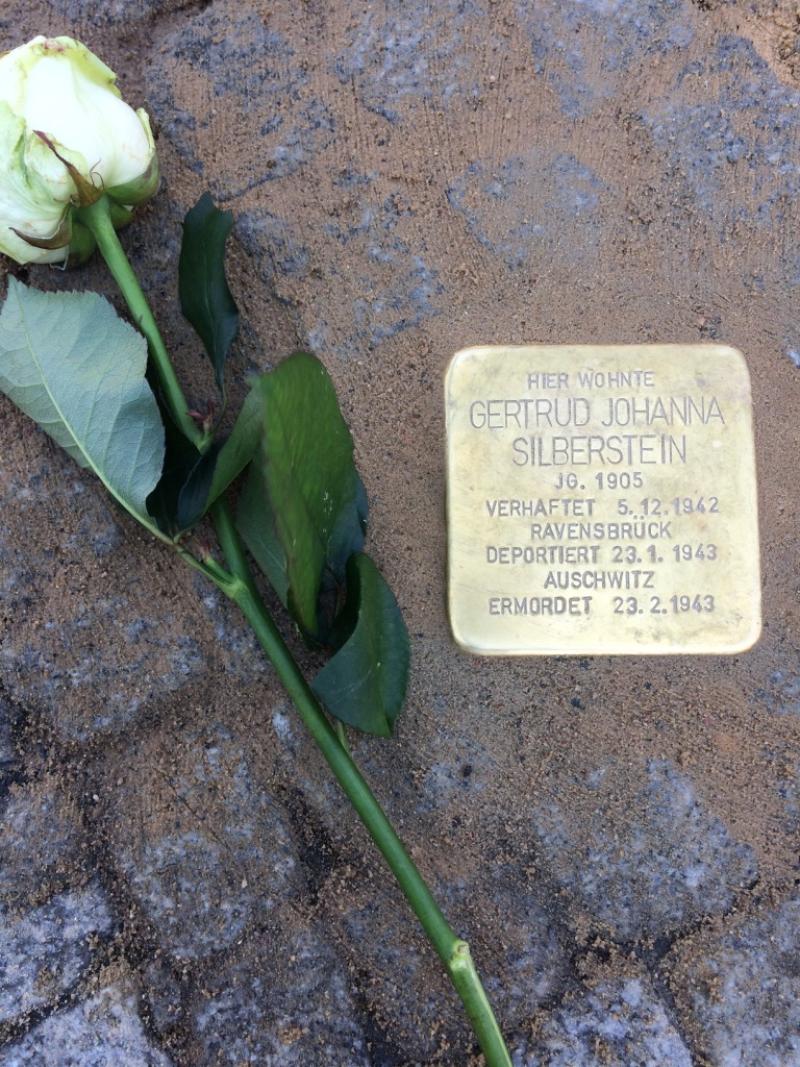 HIER WOHNTE
GERTRUD JOHANNA
SILBERSTEIN
JG. 1905
VERHAFTET 5.12.1942
RAVENSBRÜCK
DEPORTIERT 23.1.1943
AUSCHWITZ
ERMORDET 23.2.1943